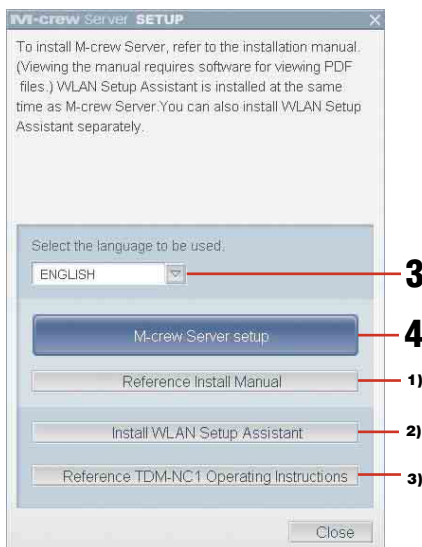 M-crew Server SETUP X
To install M-crew Server, refer to the installation manual.
(Viewing the manual requires software for viewing PDF
files.) WLAN Setup Assistant is installed at the same
time as M-crew Server.You can also install WLAN Setup
Assistant separately.
Select the language to be used.
ENGLISH
3
M-crew Server setup
4
Reference Install Manual
1)
Install WLAN Setup Assistant
2)
Reference TDM-NC1 Operating Instructions
3)
Close